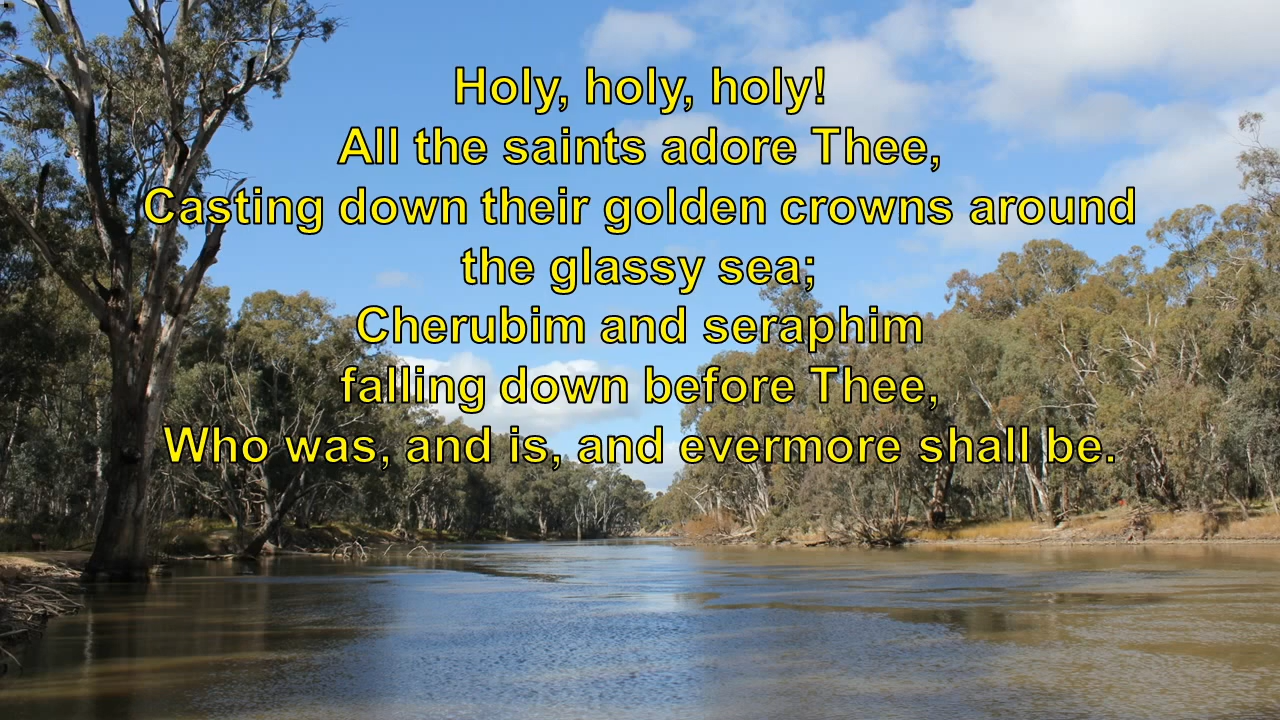 Holy, holy, holy!
All the saints adore Thee,
Casting down their golden crowns around
the glassy sea;
Cherubim and seraphim
falling down before Thee,
Who was, and is, and evermore shall be.